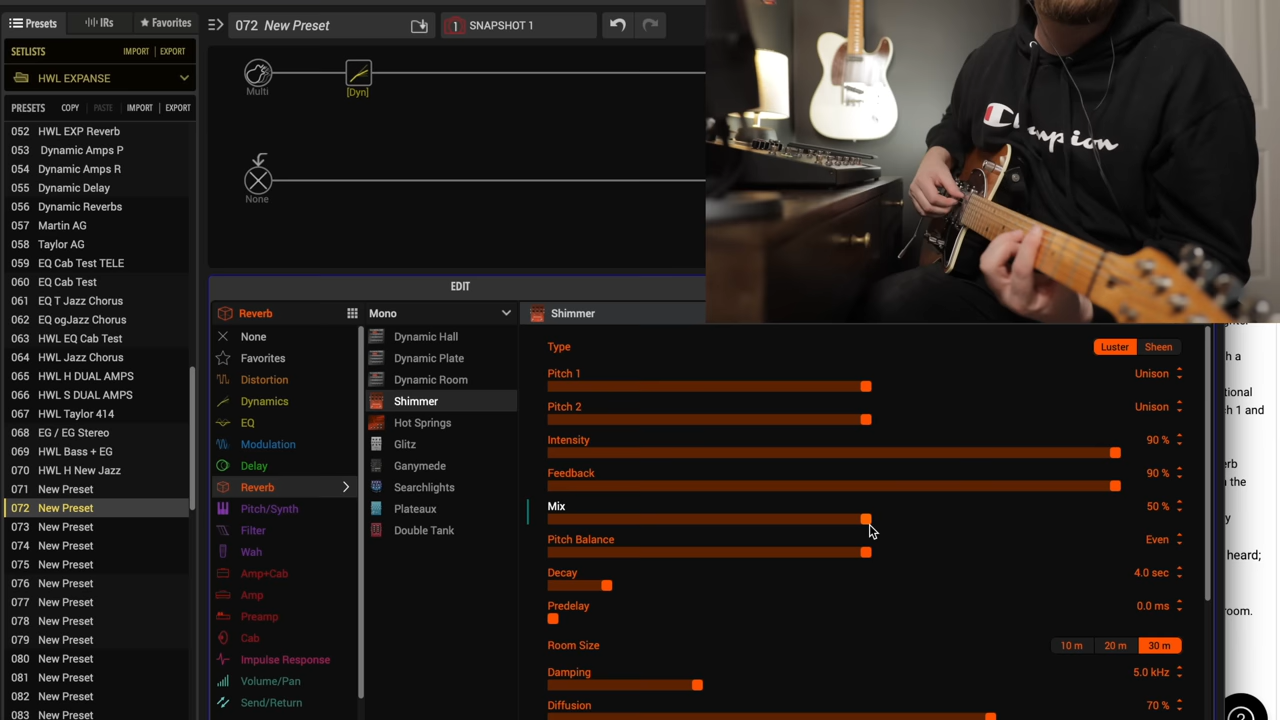 Presets
IRs
Favorites
072 New Preset
1 SNAPSHOT 1
SETLISTS IMPORT EXPORT
HWL EXPANSE
PRESETS COPY PASTE IMPORT EXPORT
052 HWL EXP Reverb
053 Dynamic Amps P
054 Dynamic Amps R
055 Dynamic Delay
056 Dynamic Reverbs
057 Martin AG
058 Taylor AG
059 EQ Cab Test TELE
060 EQ Cab Test
061 EQ T Jazz Chorus
062 EQ ogJazz Chorus
063 HWL EQ Cab Test
064 HWL Jazz Chorus
065 HWL H DUAL AMPS
066 HWL S DUAL AMPS
067 HWL Taylor 414
068 EG / EG Stereo
069 HWL Bass + EG
070 HWL H New Jazz
071 New Preset
072 New Preset
073 New Preset
074 New Preset
075 New Preset
076 New Preset
077 New Preset
078 New Preset
079 New Preset
080 New Preset
081 New Preset
082 New Preset
083 New Preset
Multi
[Dyn]
None
Champion
EDIT
Reverb
Mono
Shimmer
None
Favorites
Distortion
Dynamics
EQ
Modulation
Delay
Reverb
Pitch/Synth
Filter
Wah
Amp+Cab
Amp
Preamp
Cab
Impulse Response
Volume/Pan
Send/Return
Dynamic Hall
Dynamic Plate
Dynamic Room
Shimmer
Hot Springs
Glitz
Ganymede
Searchlights
Plateaux
Double Tank
Type Luster Sheen
Pitch 1 Unison
Pitch 2 Unison
Intensity 90 %
Feedback 90 %
Mix 50 %
Pitch Balance Even
Decay 4.0 sec
Predelay 0.0 ms
Room Size 10 m 20 m 30 m
Damping 5.0 kHz
Diffusion 70 %
h a
tional
h 1 and
erb
n the
y
heard;
room.